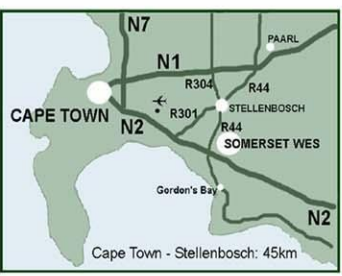 N7
PAARL
N1
R304
R44
CAPE TOWN
STELLENBOSCH
R301
N2
R44
SOMERSET WES
Gordon's Bay
N2
Cape Town - Stellenbosch: 45km